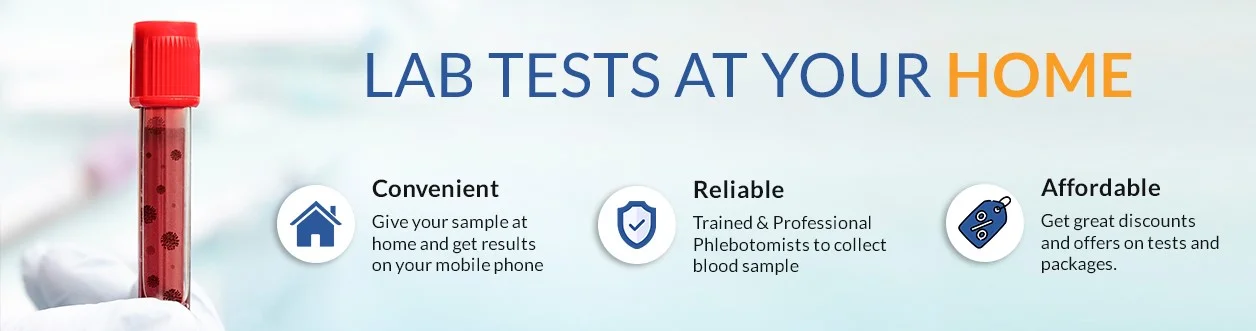 LAB TESTS AT YOUR HOME
Convenient
Give your sample at
home and get results
on your mobile phone
Reliable
Trained & Professional
Phlebotomists to collect
blood sample
Affordable
Get great discounts
and offers on tests and
packages.